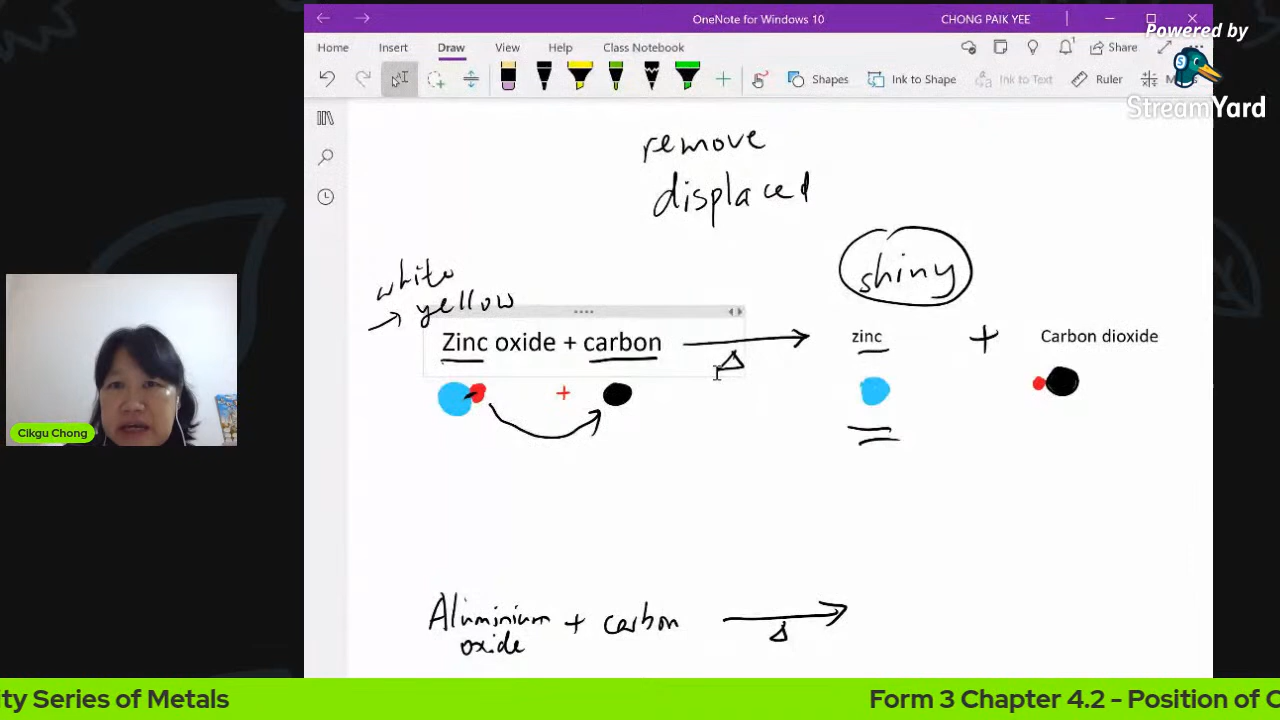 OneNote for Windows 10
CHONG PAIK YEE
Powered by
StreamYard
Home Insert Draw View Help Class Notebook
Share
Shapes Ink to Shape Ink to Text Ruler
remove
displaced
shiny
white
→ yellow
Zinc oxide + carbon
Δ
zinc + Carbon dioxide
+
Cikgu Chong
Aluminium + carbon
oxide
Δ
ity Series of Metals
Form 3 Chapter 4.2 - Position of C